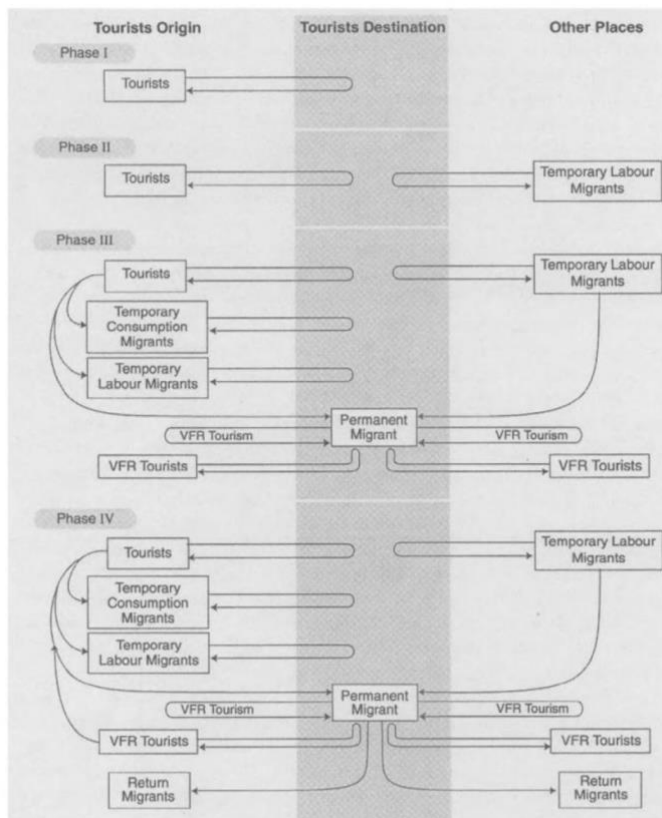 Tourists Origin
Tourists Destination
Other Places
Phase I
Tourists
Phase II
Tourists
Temporary Labour
Migrants
Phase III
Tourists
Temporary Labour
Migrants
Temporary
Consumption
Migrants
Temporary
Labour Migrants
Permanent
Migrant
VFR Tourism
VFR Tourism
VFR Tourists
VFR Tourists
Phase IV
Tourists
Temporary Labour
Migrants
Temporary
Consumption
Migrants
Temporary
Labour Migrants
Permanent
Migrant
VFR Tourism
VFR Tourism
VFR Tourists
VFR Tourists
Return
Migrants
Return
Migrants